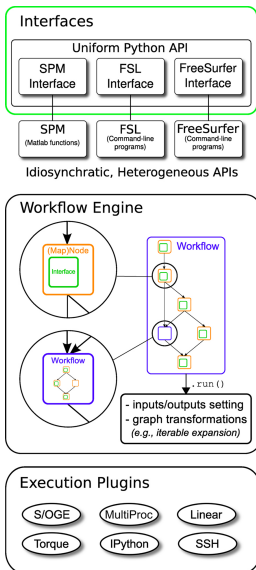 Interfaces
Uniform Python API
SPM
Interface
FSL
Interface
FreeSurfer
Interface
SPM
(Matlab functions)
FSL
(Command-line
programs)
FreeSurfer
(Command-line
programs)
Idiosynchratic, Heterogeneous APIs
Workflow Engine
(Map)Node
Interface
Workflow
Workflow
.run()
- inputs/outputs setting
- graph transformations
(e.g., iterable expansion)
Execution Plugins
S/OGE
MultiProc
Linear
Torque
IPython
SSH